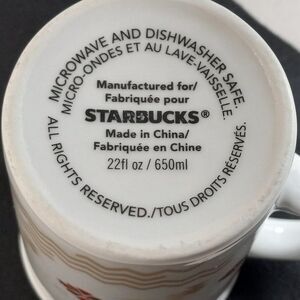 MICROWAVE AND DISHWASHER SAFE.
MICRO-ONDES ET AU LAVE-VAISSELLE.
Manufactured for/
Fabriquée pour
STARBUCKS®
Made in China/
Fabriquée en Chine
22fl oz / 650ml
ALL RIGHTS RESERVED./TOUS DROITS RÉSERVÉS.